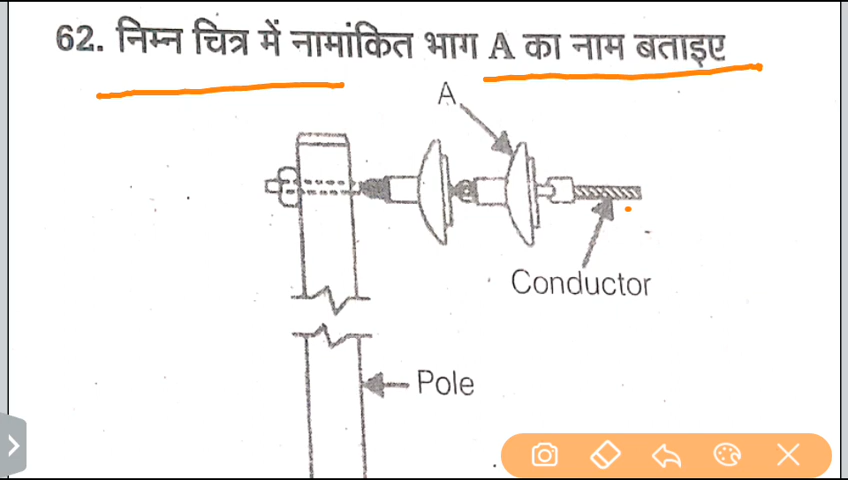 62. निम्न चित्र में नामांकित भाग A का नाम बताइए
A
Conductor
Pole